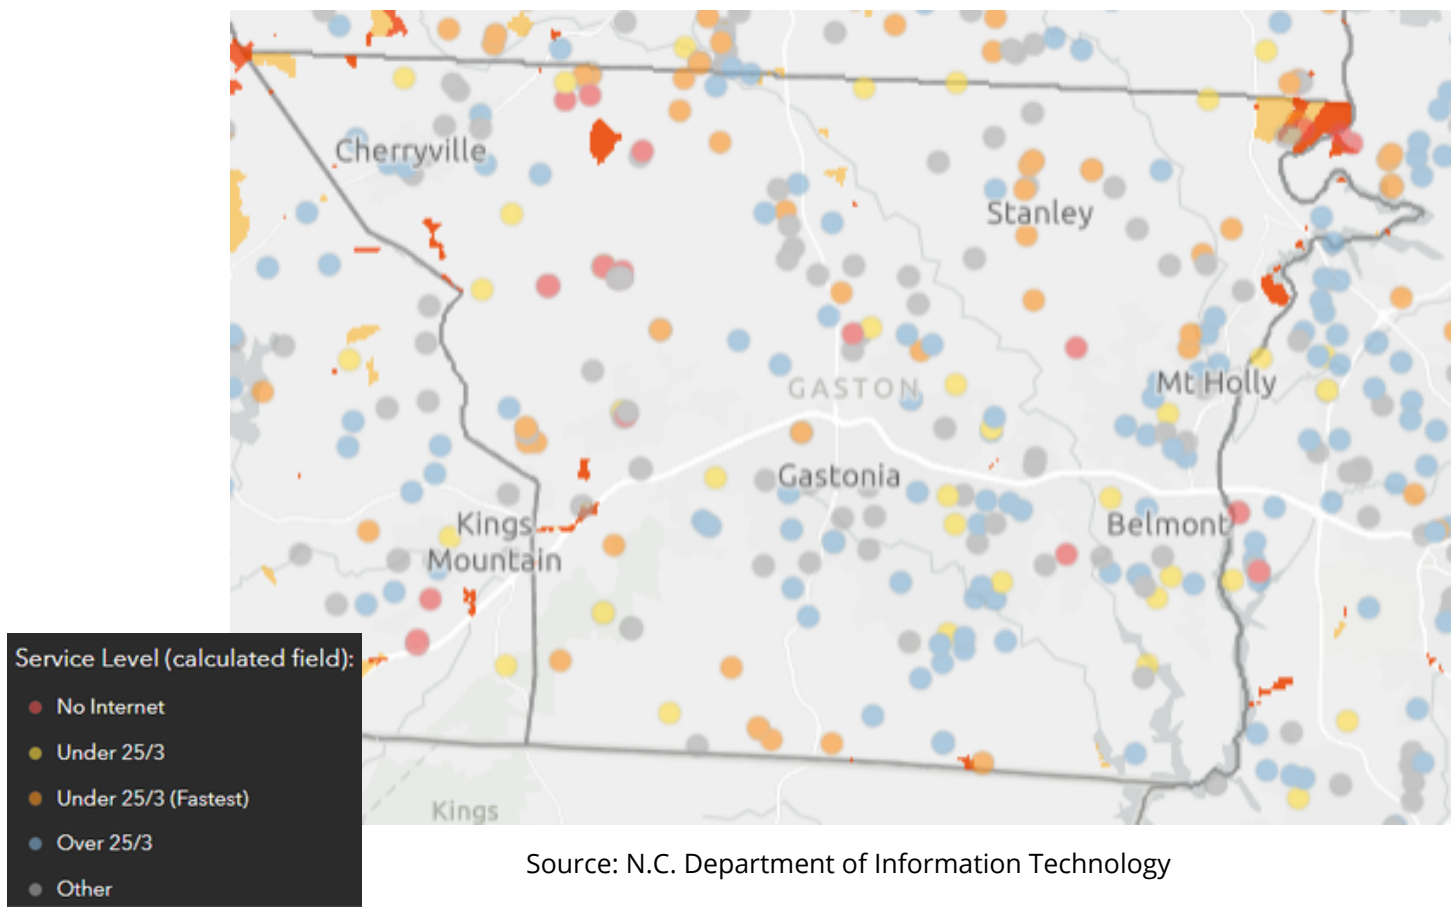 Cherryville
Stanley
GASTON
Mt Holly
Gastonia
Kings
Mountain
Belmont
Kings
Service Level (calculated field):
No Internet
Under 25/3
Under 25/3 (Fastest)
Over 25/3
Other
Source: N.C. Department of Information Technology